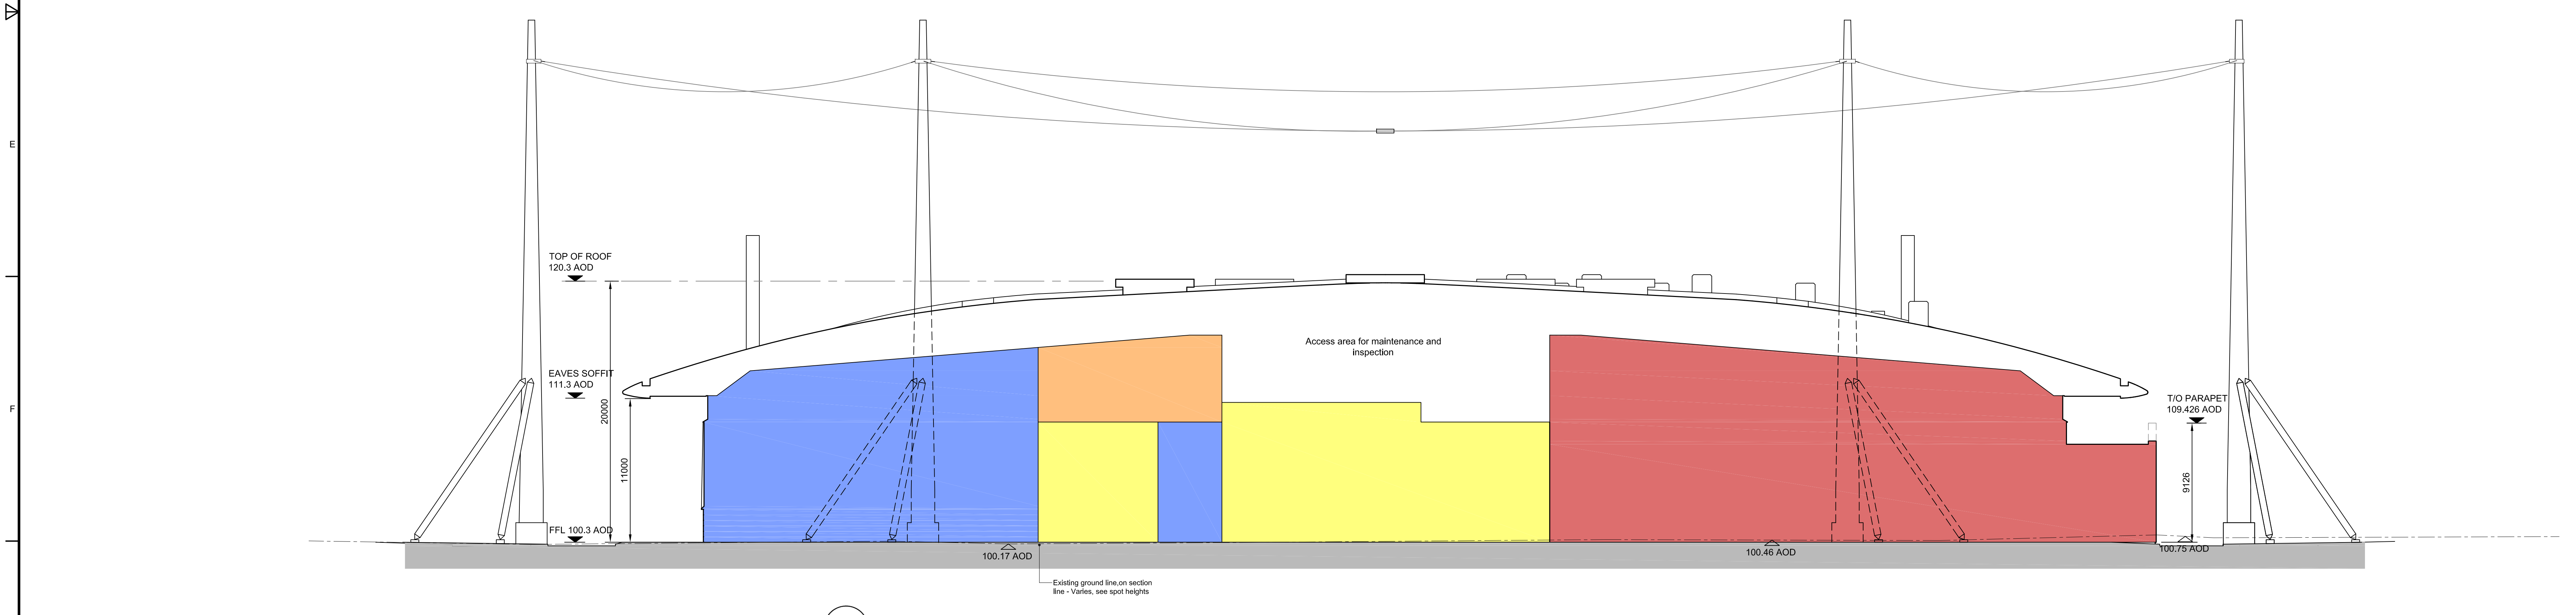 E
TOP OF ROOF
120.3 AOD
Access area for maintenance and
inspection
EAVES SOFFIT
111.3 AOD
20000
T/O PARAPET
109.426 AOD
F
11000
9126
FFL 100.3 AOD
100.17 AOD
100.46 AOD
100.75 AOD
Existing ground line,on section
line - Varies, see spot heights